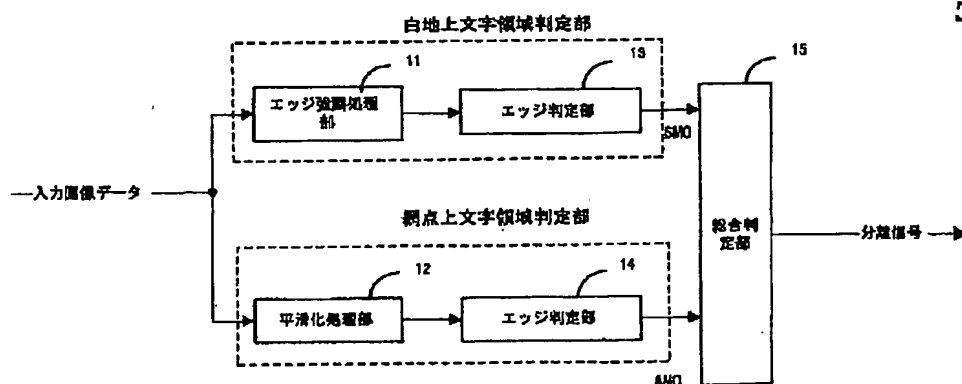 白地上文字領域判定部
11
13
15
エッジ強調処理
部
エッジ判定部
SMO
入力画像データ
網点上文字領域判定部
総合判
定部
分離信号
12
14
平滑化処理部
エッジ判定部
AMO